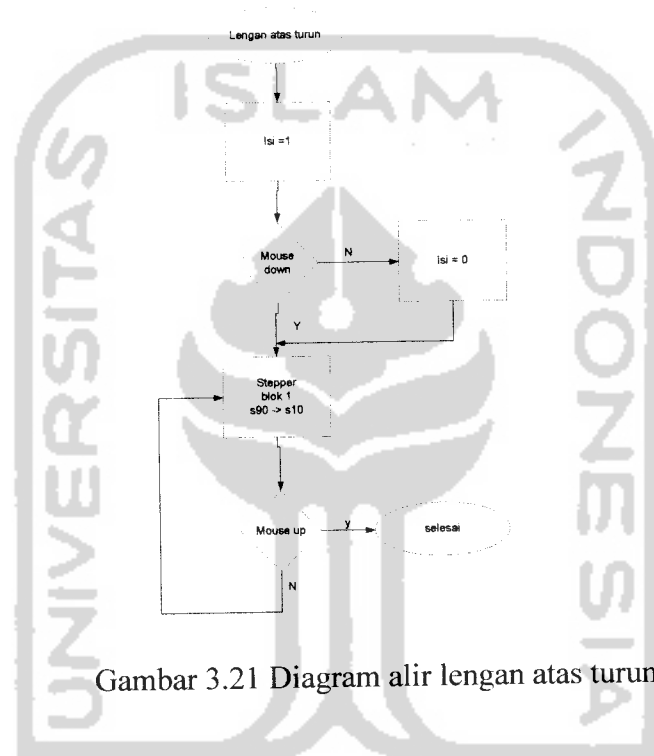 Lengan atas turun
Isi =1
Mouse
down
N
Isi = 0
Y
Stepper
blok 1
s90 -> s10
Mouse up
y
selesai
N
Gambar 3.21 Diagram alir lengan atas turun
UNIVERSITAS
ISLAM
INDONESIA